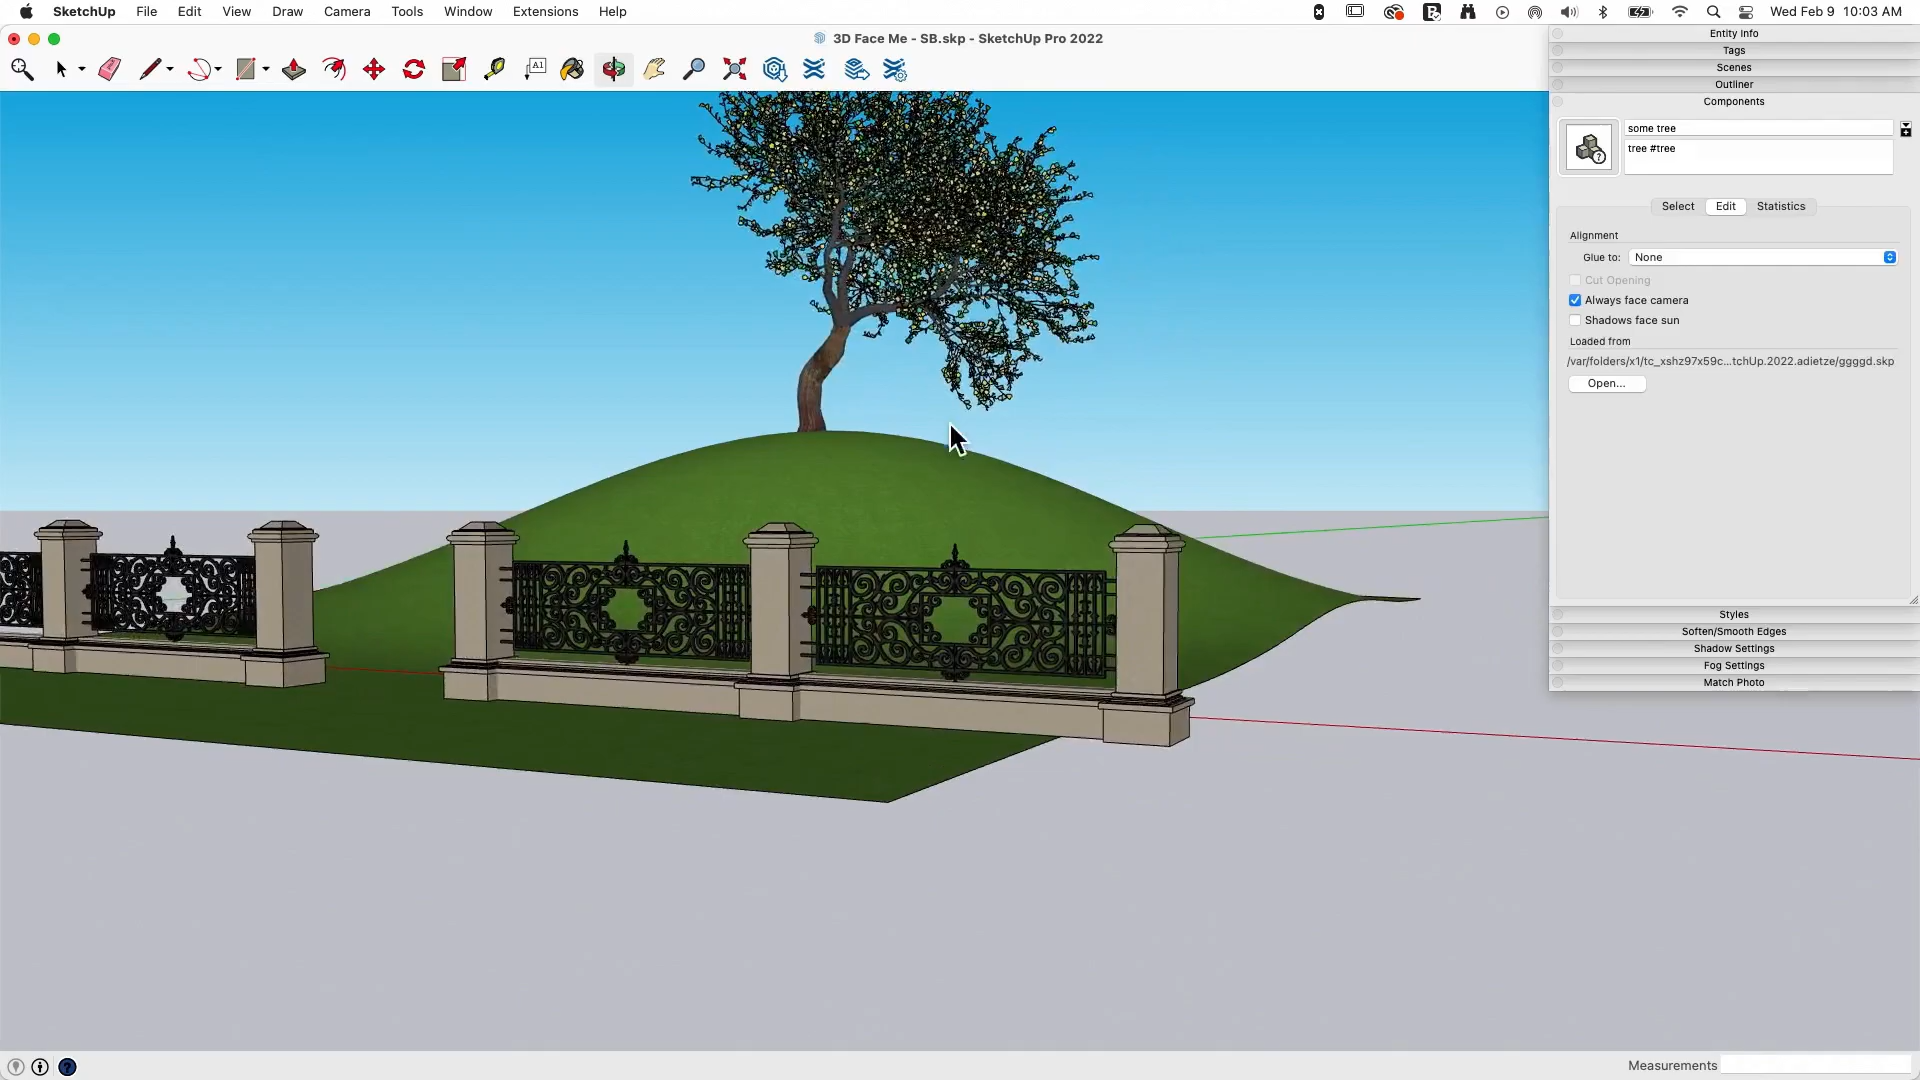 SketchUp File Edit View Draw Camera Tools Window Extensions Help Wed Feb 9 10:03 AM
3D Face Me - SB.skp - SketchUp Pro 2022
A1
Entity Info
Tags
Scenes
Outliner
Components
some tree
tree #tree
Select Edit Statistics
Alignment
Glue to: None
Cut Opening
Always face camera
Shadows face sun
Loaded from
/var/folders/x1/tc_xshz97x59c...tchUp.2022.adietze/ggggd.skp
Open...
Styles
Soften/Smooth Edges
Shadow Settings
Fog Settings
Match Photo
Measurements